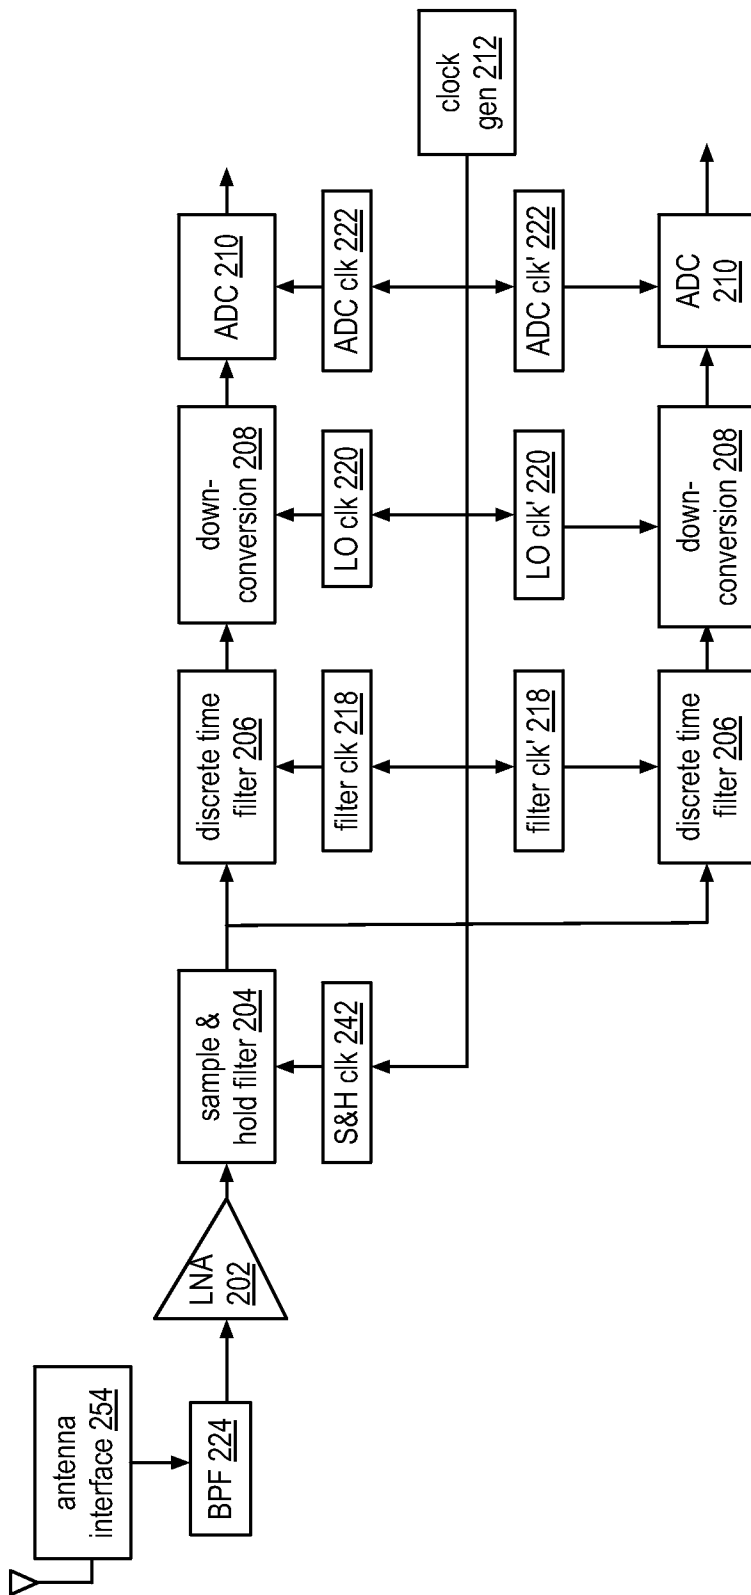 antenna
interface 254
BPF 224
LNA
202
sample &
hold filter 204
S&H clk 242
discrete time
filter 206
filter clk 218
filter clk' 218
discrete time
filter 206
down-
conversion 208
LO clk 220
LO clk' 220
down-
conversion 208
ADC 210
ADC clk 222
ADC clk' 222
ADC
210
clock
gen 212